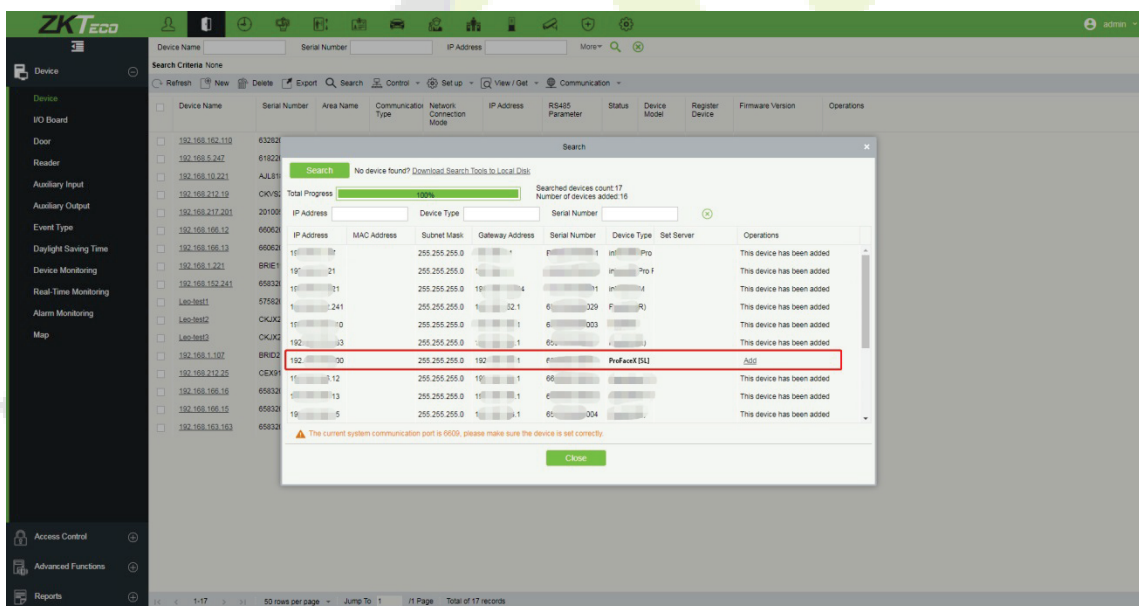 ZKTECO
admin
Device Name Serial Number IP Address More
Search Criteria None
Refresh New Delete Export Search Control Set up View / Get Communication
Device
Device
I/O Board
Door
Reader
Auxiliary Input
Auxiliary Output
Event Type
Daylight Saving Time
Device Monitoring
Real-Time Monitoring
Alarm Monitoring
Map
Access Control
Advanced Functions
Reports
Device Name Serial Number Area Name Communication Type Network Connection Mode IP Address RS485 Parameter Status Device Model Register Device Firmware Version Operations
192.168.162.110
192.168.5.247
192.168.10.221
192.168.212.19
192.168.217.201
192.168.166.12
192.168.166.13
192.168.1.221
192.168.152.241
Leo-test1
Leo-test2
Leo-test3
192.168.1.107
192.168.212.25
192.168.166.16
192.168.166.15
192.168.163.163
Search
Search No device found? Download Search Tools to Local Disk
Total Progress 100% Searched devices count:17
Number of devices added:16
IP Address Device Type Serial Number
IP Address MAC Address Subnet Mask Gateway Address Serial Number Device Type Set Server Operations
255.255.255.0 This device has been added
255.255.255.0 This device has been added
255.255.255.0 This device has been added
255.255.255.0 This device has been added
255.255.255.0 This device has been added
255.255.255.0 This device has been added
255.255.255.0 ProFaceX [SL] Add
255.255.255.0 This device has been added
255.255.255.0 This device has been added
255.255.255.0 This device has been added
The current system communication port is 6609, please make sure the device is set correctly.
Close
1-17 50 rows per page Jump To 1 /1 Page Total of 17 records